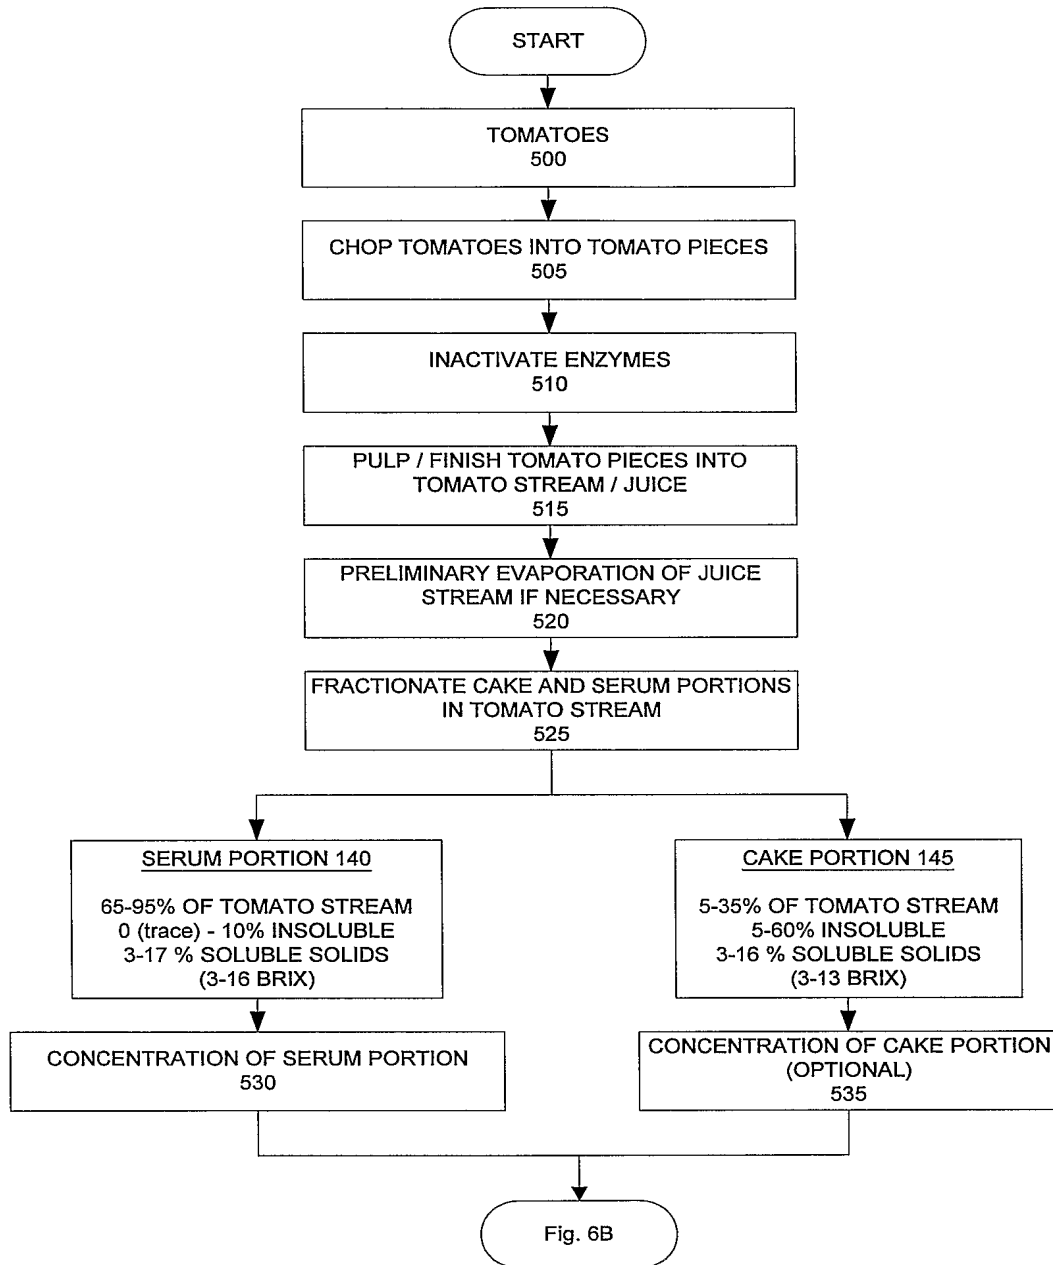 START
TOMATOES
500
CHOP TOMATOES INTO TOMATO PIECES
505
INACTIVATE ENZYMES
510
PULP / FINISH TOMATO PIECES INTO
TOMATO STREAM / JUICE
515
PRELIMINARY EVAPORATION OF JUICE
STREAM IF NECESSARY
520
FRACTIONATE CAKE AND SERUM PORTIONS
IN TOMATO STREAM
525
SERUM PORTION 140
65-95% OF TOMATO STREAM
0 (trace) - 10% INSOLUBLE
3-17 % SOLUBLE SOLIDS
(3-16 BRIX)
CAKE PORTION 145
5-35% OF TOMATO STREAM
5-60% INSOLUBLE
3-16 % SOLUBLE SOLIDS
(3-13 BRIX)
CONCENTRATION OF SERUM PORTION
530
CONCENTRATION OF CAKE PORTION
(OPTIONAL)
535
Fig. 6B